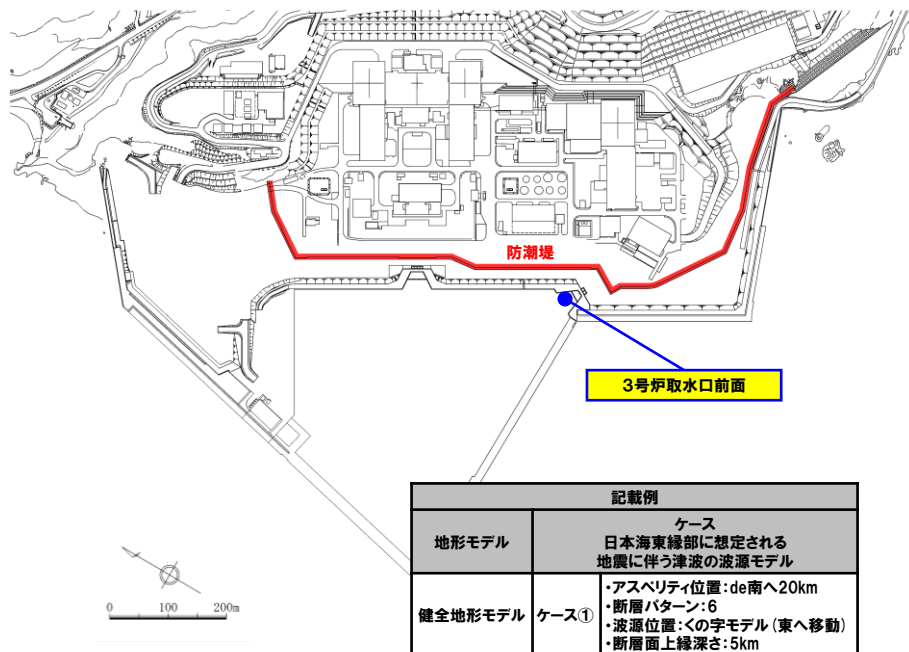 防潮堤
3号炉取水口前面
記載例
地形モデル
ケース
日本海東縁部に想定される
地震に伴う津波の波源モデル
健全地形モデル
ケース①
・アスペリティ位置:de南へ20km
・断層パターン:6
・波源位置:くの字モデル(東へ移動)
・断層面上縁深さ:5km
0 100 200m